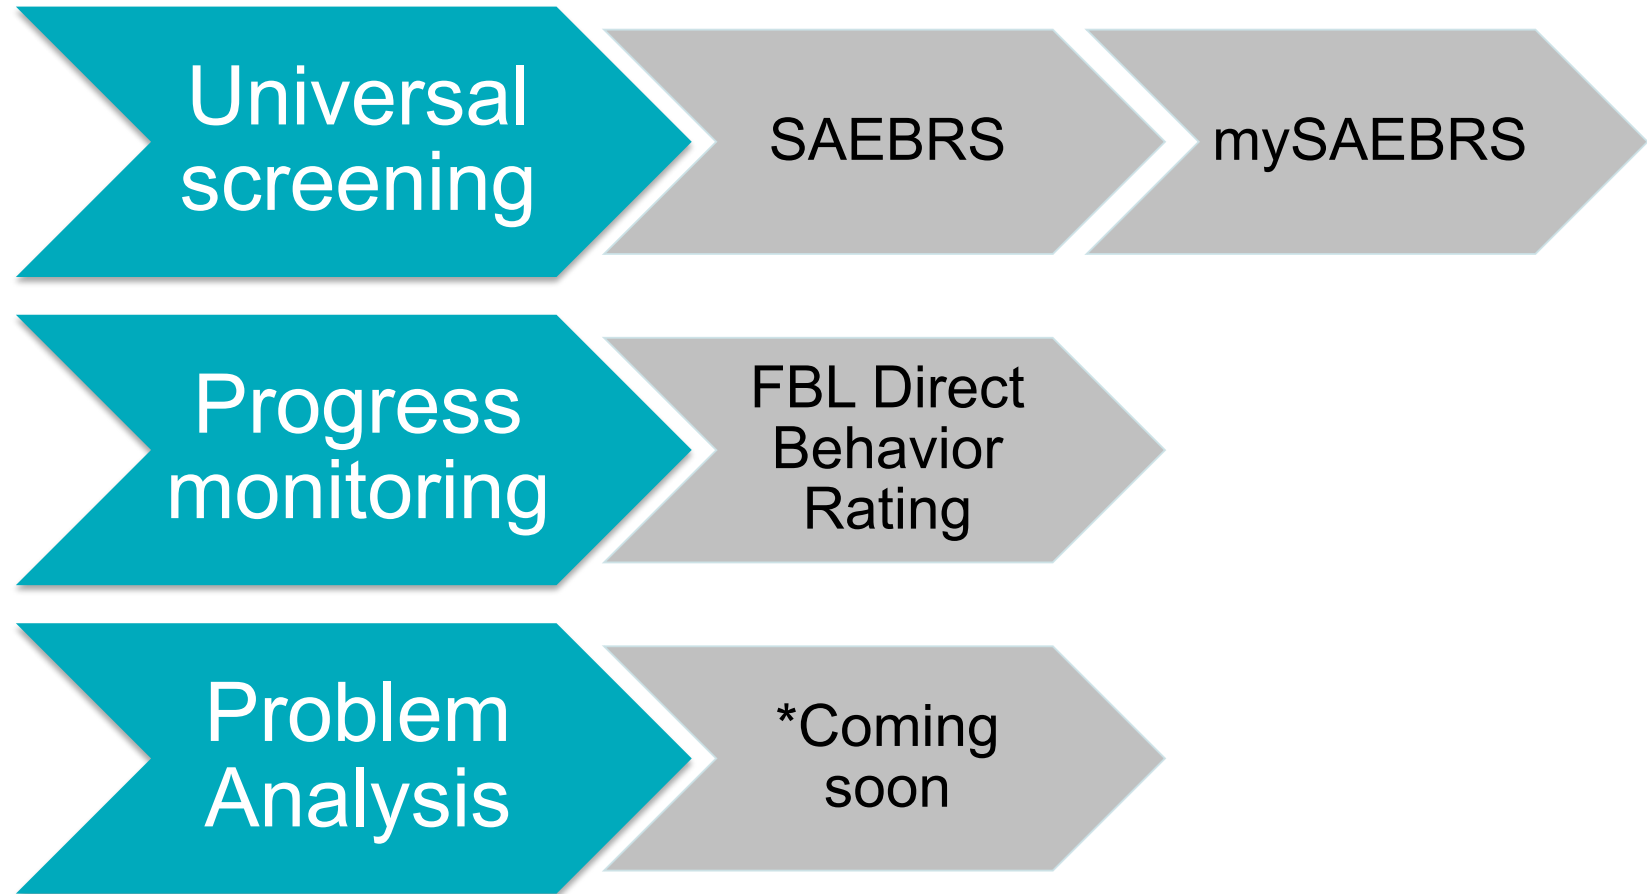 Universal
screening
SAEBRS
mySAEBRS
Progress
monitoring
FBL Direct
Behavior
Rating
Problem
Analysis
*Coming
soon